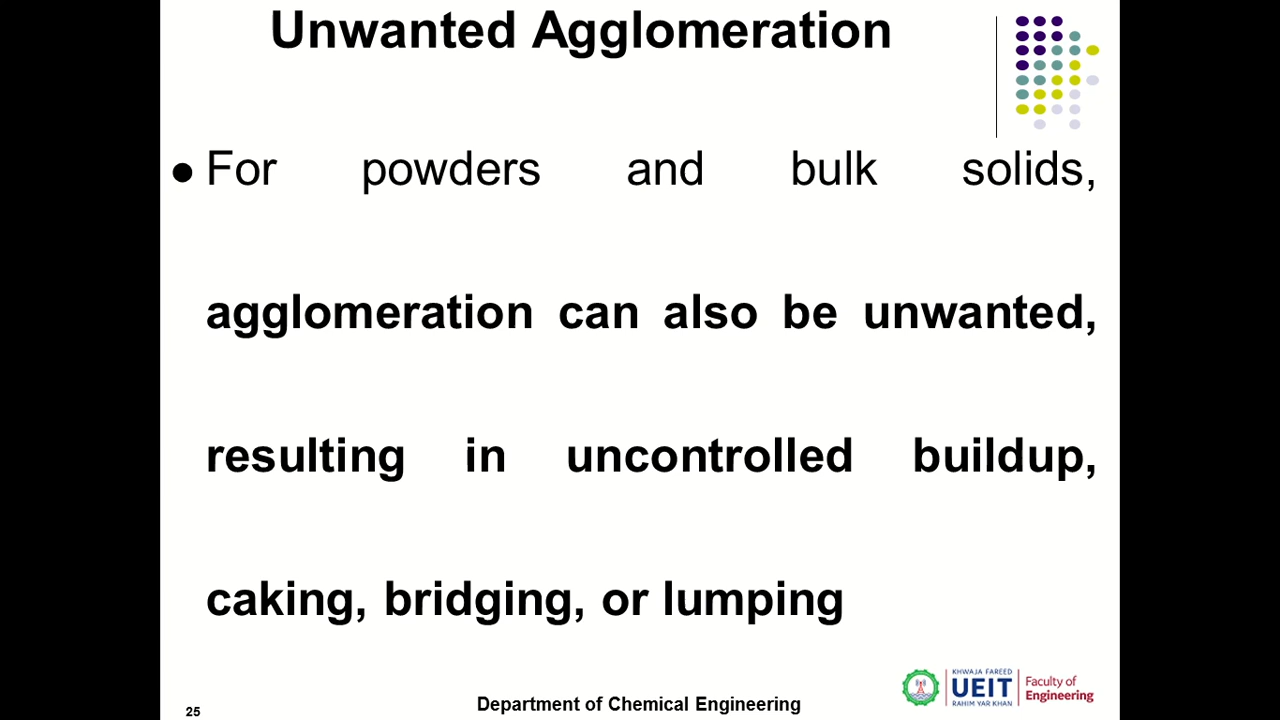 Unwanted Agglomeration
● For powders and bulk solids,
agglomeration can also be unwanted,
resulting in uncontrolled buildup,
caking, bridging, or lumping
25
Department of Chemical Engineering
KHWAJA FAREED
UEIT
RAHIM YAR KHAN
Faculty of
Engineering